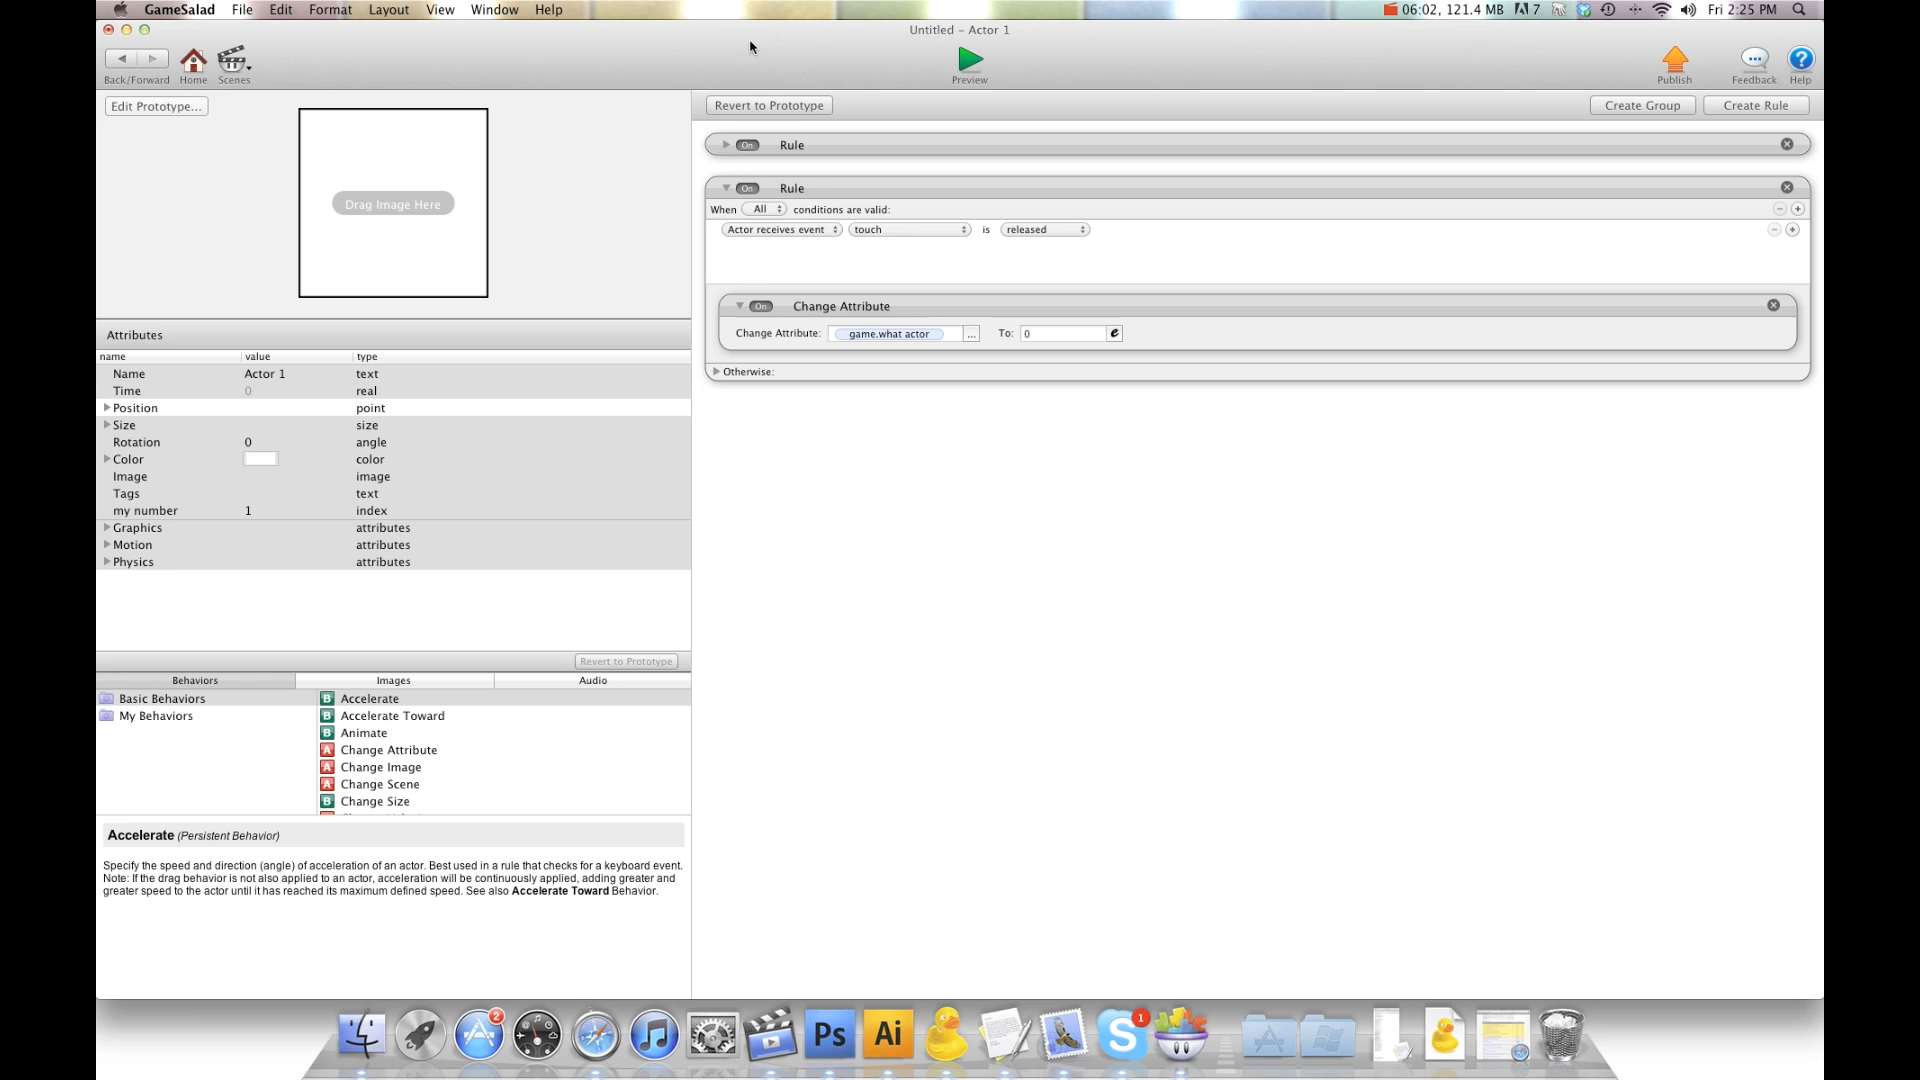 GameSalad File Edit Format Layout View Window Help
06:02, 121.4 MB 7 Fri 2:25 PM
Untitled – Actor 1
Back/Forward Home Scenes Preview Publish Feedback Help
Edit Prototype... Revert to Prototype Create Group Create Rule
Drag Image Here
On Rule
On Rule
When All conditions are valid:
Actor receives event touch is released
On Change Attribute
Change Attribute: game.what actor ... To: 0 e
Otherwise:
Attributes
name value type
Name Actor 1 text
Time 0 real
Position point
Size size
Rotation 0 angle
Color color
Image image
Tags text
my number 1 index
Graphics attributes
Motion attributes
Physics attributes
Revert to Prototype
Behaviors Images Audio
Basic Behaviors
My Behaviors
B Accelerate
B Accelerate Toward
B Animate
A Change Attribute
A Change Image
A Change Scene
B Change Size
Accelerate (Persistent Behavior)
Specify the speed and direction (angle) of acceleration of an actor. Best used in a rule that checks for a keyboard event.
Note: If the drag behavior is not also applied to an actor, acceleration will be continuously applied, adding greater and
greater speed to the actor until it has reached its maximum defined speed. See also Accelerate Toward Behavior.
2 Ps Ai S 1